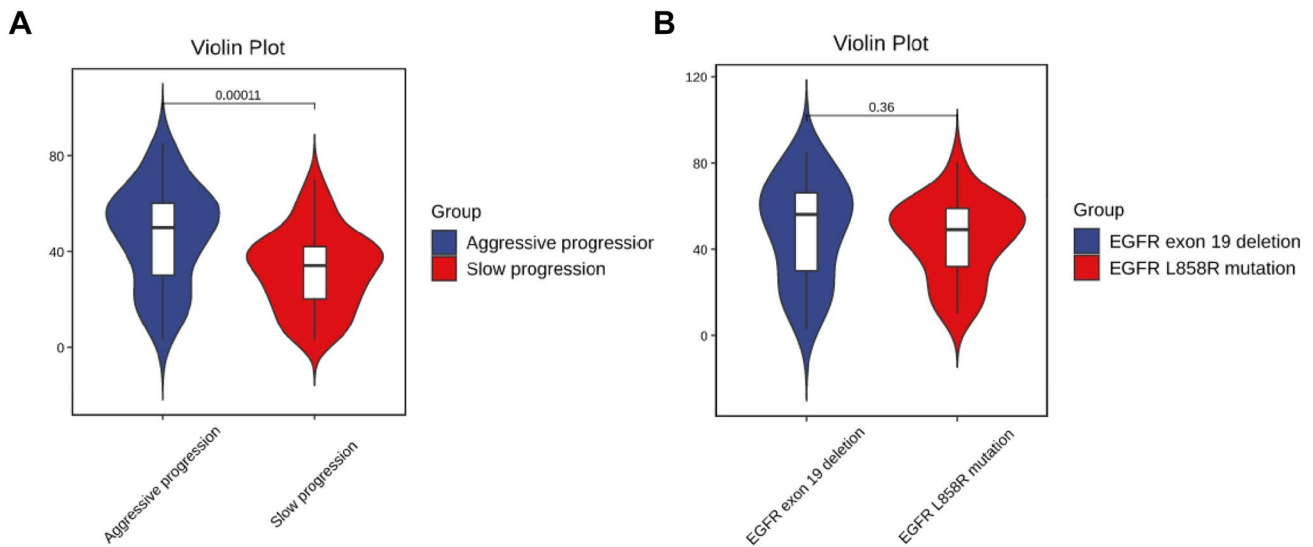 A
Violin Plot
0.00011
80
40
0
Group
Aggressive progressior
Slow progression
Aggressive progression
Slow progression
B
Violin Plot
120
0.36
80
40
0
Group
EGFR exon 19 deletion
EGFR L858R mutation
EGFR exon 19 deletion
EGFR L858R mutation